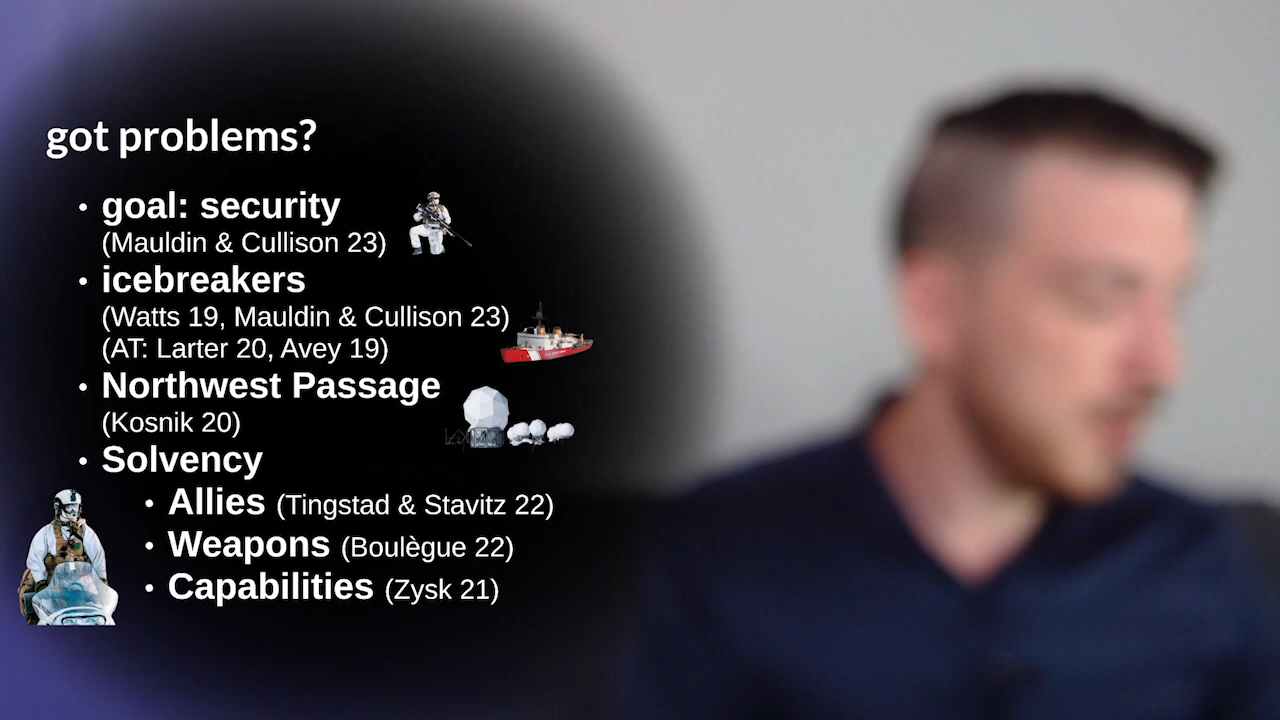 got problems?
• goal: security
(Mauldin & Cullison 23)
• icebreakers
(Watts 19, Mauldin & Cullison 23)
(AT: Larter 20, Avey 19)
• Northwest Passage
(Kosnik 20)
• Solvency
• Allies (Tingstad & Stavitz 22)
• Weapons (Boulègue 22)
• Capabilities (Zysk 21)